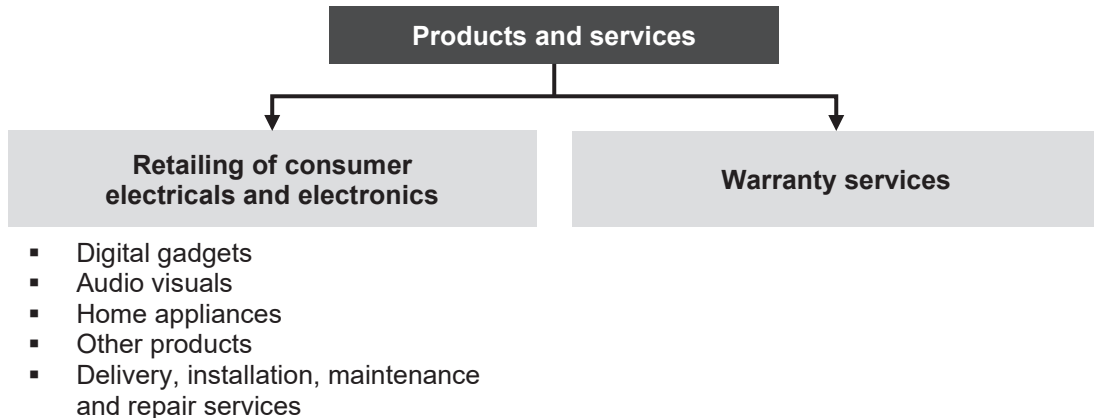 Products and services
Retailing of consumer
electricals and electronics
Warranty services
▪ Digital gadgets
▪ Audio visuals
▪ Home appliances
▪ Other products
▪ Delivery, installation, maintenance
and repair services